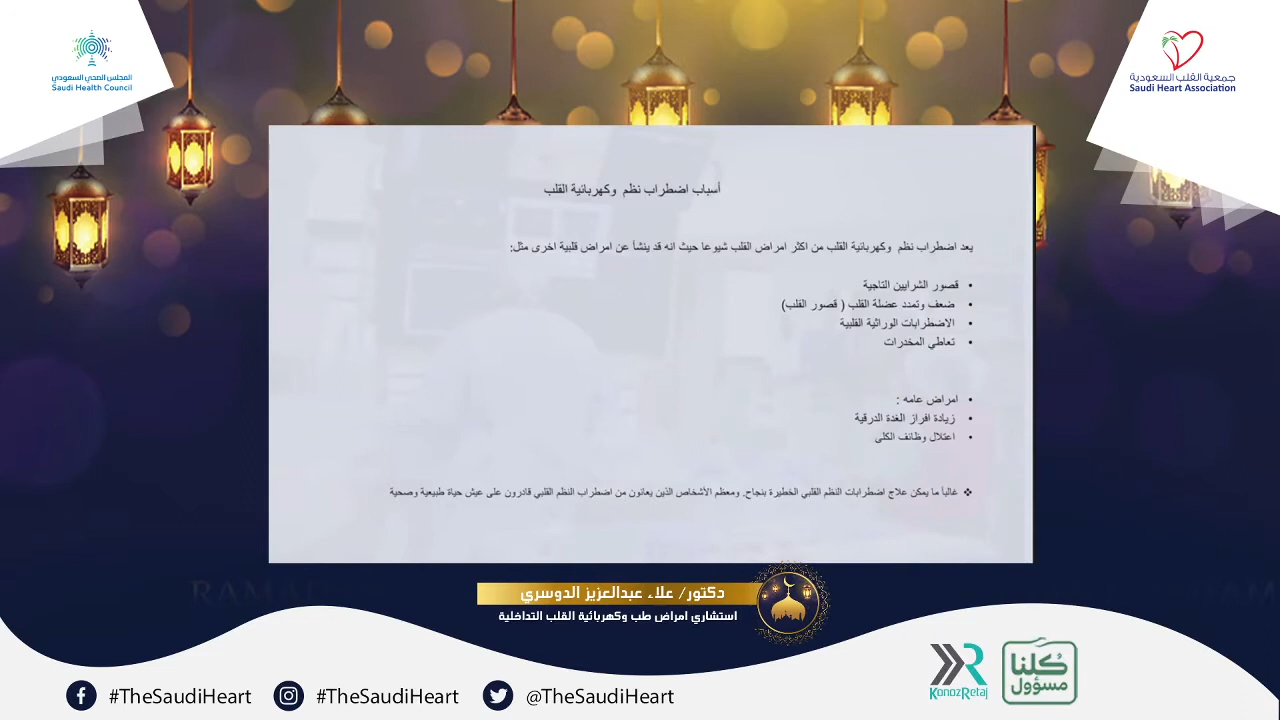 المجلس الصحي السعودي
Saudi Health Council
جمعية القلب السعودية
Saudi Heart Association
أسباب اضطراب نظم وكهربائية القلب
يعد اضطراب نظم وكهربائية القلب من اكثر امراض القلب شيوعا حيث انه قد ينشأ عن امراض قلبية اخرى مثل:
• قصور الشرايين التاجية
• ضعف وتمدد عضلة القلب ( قصور القلب)
• الاضطرابات الوراثية القلبية
• تعاطي المخدرات
• امراض عامه :
• زيادة افراز الغدة الدرقية
• اعتلال وظائف الكلى
❖ غالباً ما يمكن علاج اضطرابات النظم القلبي الخطيرة بنجاح. ومعظم الأشخاص الذين يعانون من اضطراب النظم القلبي قادرون على عيش حياة طبيعية وصحية
دكتور/ علاء عبدالعزيز الدوسري
استشاري امراض طب وكهربائية القلب التداخلية
#TheSaudiHeart
#TheSaudiHeart
@TheSaudiHeart
KonozRetaj
كلنا
مسؤول